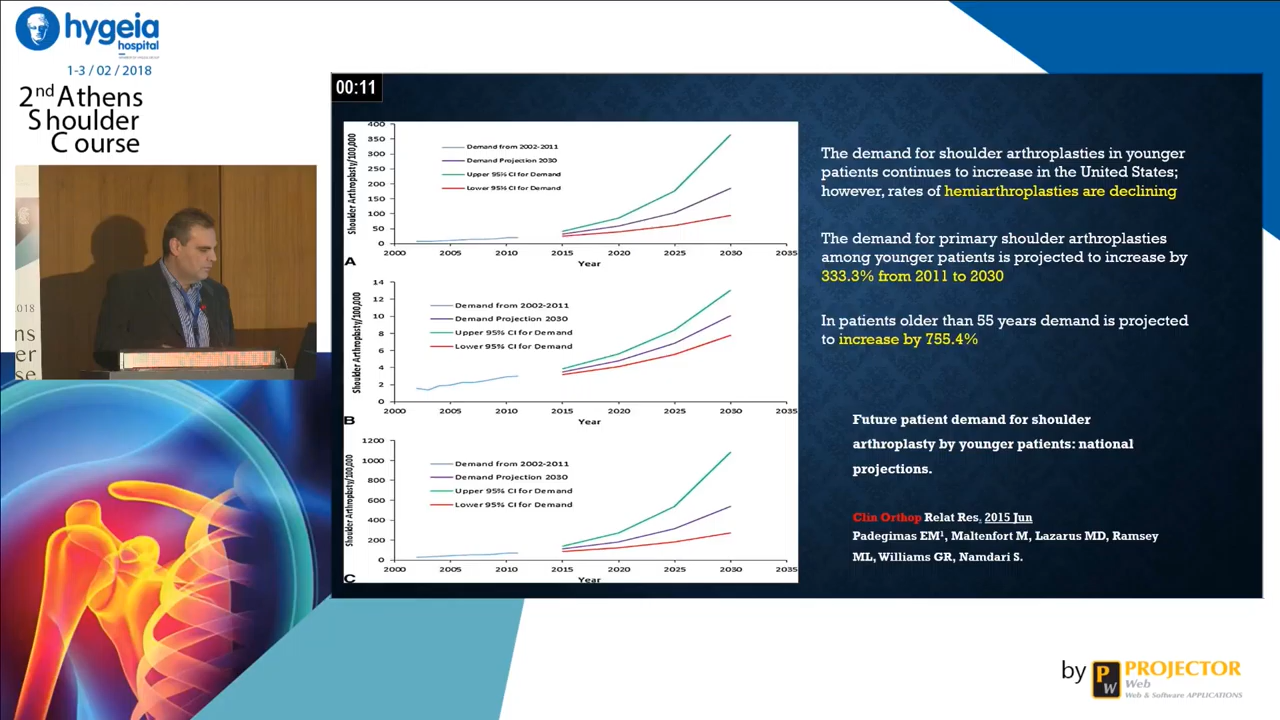 hygeia
hospital
1-3 / 02 / 2018
2nd Athens
Shoulder
Course
00:11
400
350
300
250
200
150
100
50
0
Shoulder Arthroplasty/100,000
Demand from 2002-2011
Demand Projection 2030
Upper 95% CI for Demand
Lower 95% CI for Demand
2000 2005 2010 2015 2020 2025 2030 2035
Year
A
14
12
10
8
6
4
2
0
Shoulder Arthroplasty/100,000
Demand from 2002-2011
Demand Projection 2030
Upper 95% CI for Demand
Lower 95% CI for Demand
2000 2005 2010 2015 2020 2025 2030 2035
Year
B
1200
1000
800
600
400
200
0
Shoulder Arthroplasty/100,000
Demand from 2002-2011
Demand Projection 2030
Upper 95% CI for Demand
Lower 95% CI for Demand
2000 2005 2010 2015 2020 2025 2030 2035
Year
C
The demand for shoulder arthroplasties in younger
patients continues to increase in the United States;
however, rates of hemiarthroplasties are declining
The demand for primary shoulder arthroplasties
among younger patients is projected to increase by
333.3% from 2011 to 2030
In patients older than 55 years demand is projected
to increase by 755.4%
Future patient demand for shoulder
arthroplasty by younger patients: national
projections.
Clin Orthop Relat Res, 2015 Jun
Padegimas EM¹, Maltenfort M, Lazarus MD, Ramsey
ML, Williams GR, Namdari S.
2018
ns
er
se
by PW PROJECTOR
Web
Web & Software APPLICATIONS